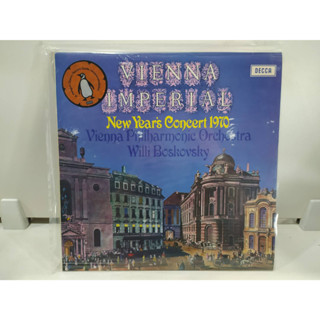 VIENNA
DECCA
IMPERIAL
New Year's Concert 1970
Vienna Philharmonic Orchestra
Willi Boskovsky